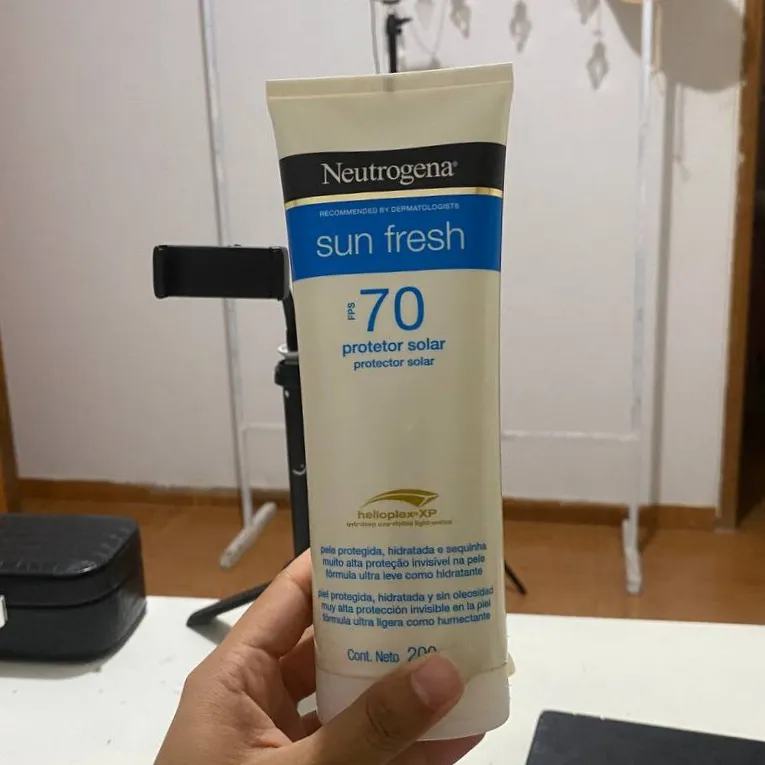 Neutrogena®
RECOMMENDED BY DERMATOLOGISTS
sun fresh
FPS 70
protetor solar
protector solar
helioplex® XP
pele protegida, hidratada e sequinha
muito alta proteção invisível na pele
fórmula ultra leve como hidratante
piel protegida, hidratada y sin oleosidad
muy alta protección invisible en la piel
fórmula ultra ligera como humectante
Cont. Neto 200